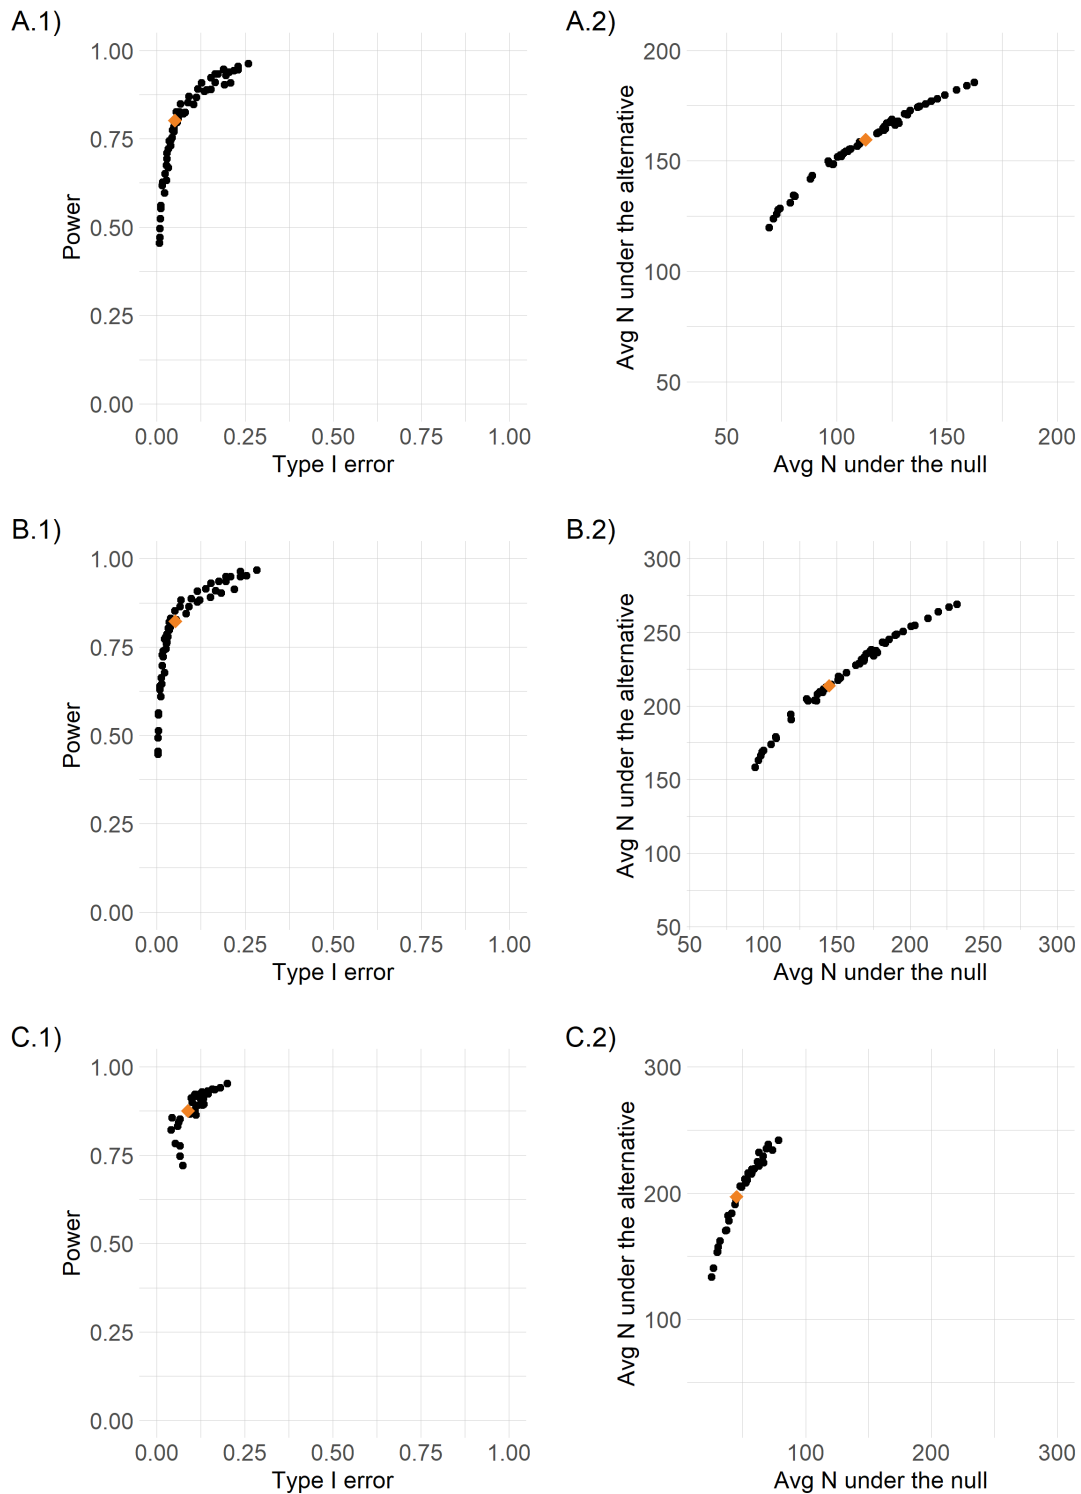 A.1)
1.00
0.75
0.50
0.25
0.00
Power
0.00 0.25 0.50 0.75 1.00
Type I error
A.2)
200
150
100
50
Avg N under the alternative
50 100 150 200
Avg N under the null
B.1)
1.00
0.75
0.50
0.25
0.00
Power
0.00 0.25 0.50 0.75 1.00
Type I error
B.2)
300
250
200
150
100
50
Avg N under the alternative
50 100 150 200 250 300
Avg N under the null
C.1)
1.00
0.75
0.50
0.25
0.00
Power
0.00 0.25 0.50 0.75 1.00
Type I error
C.2)
300
200
100
Avg N under the alternative
100 200 300
Avg N under the null